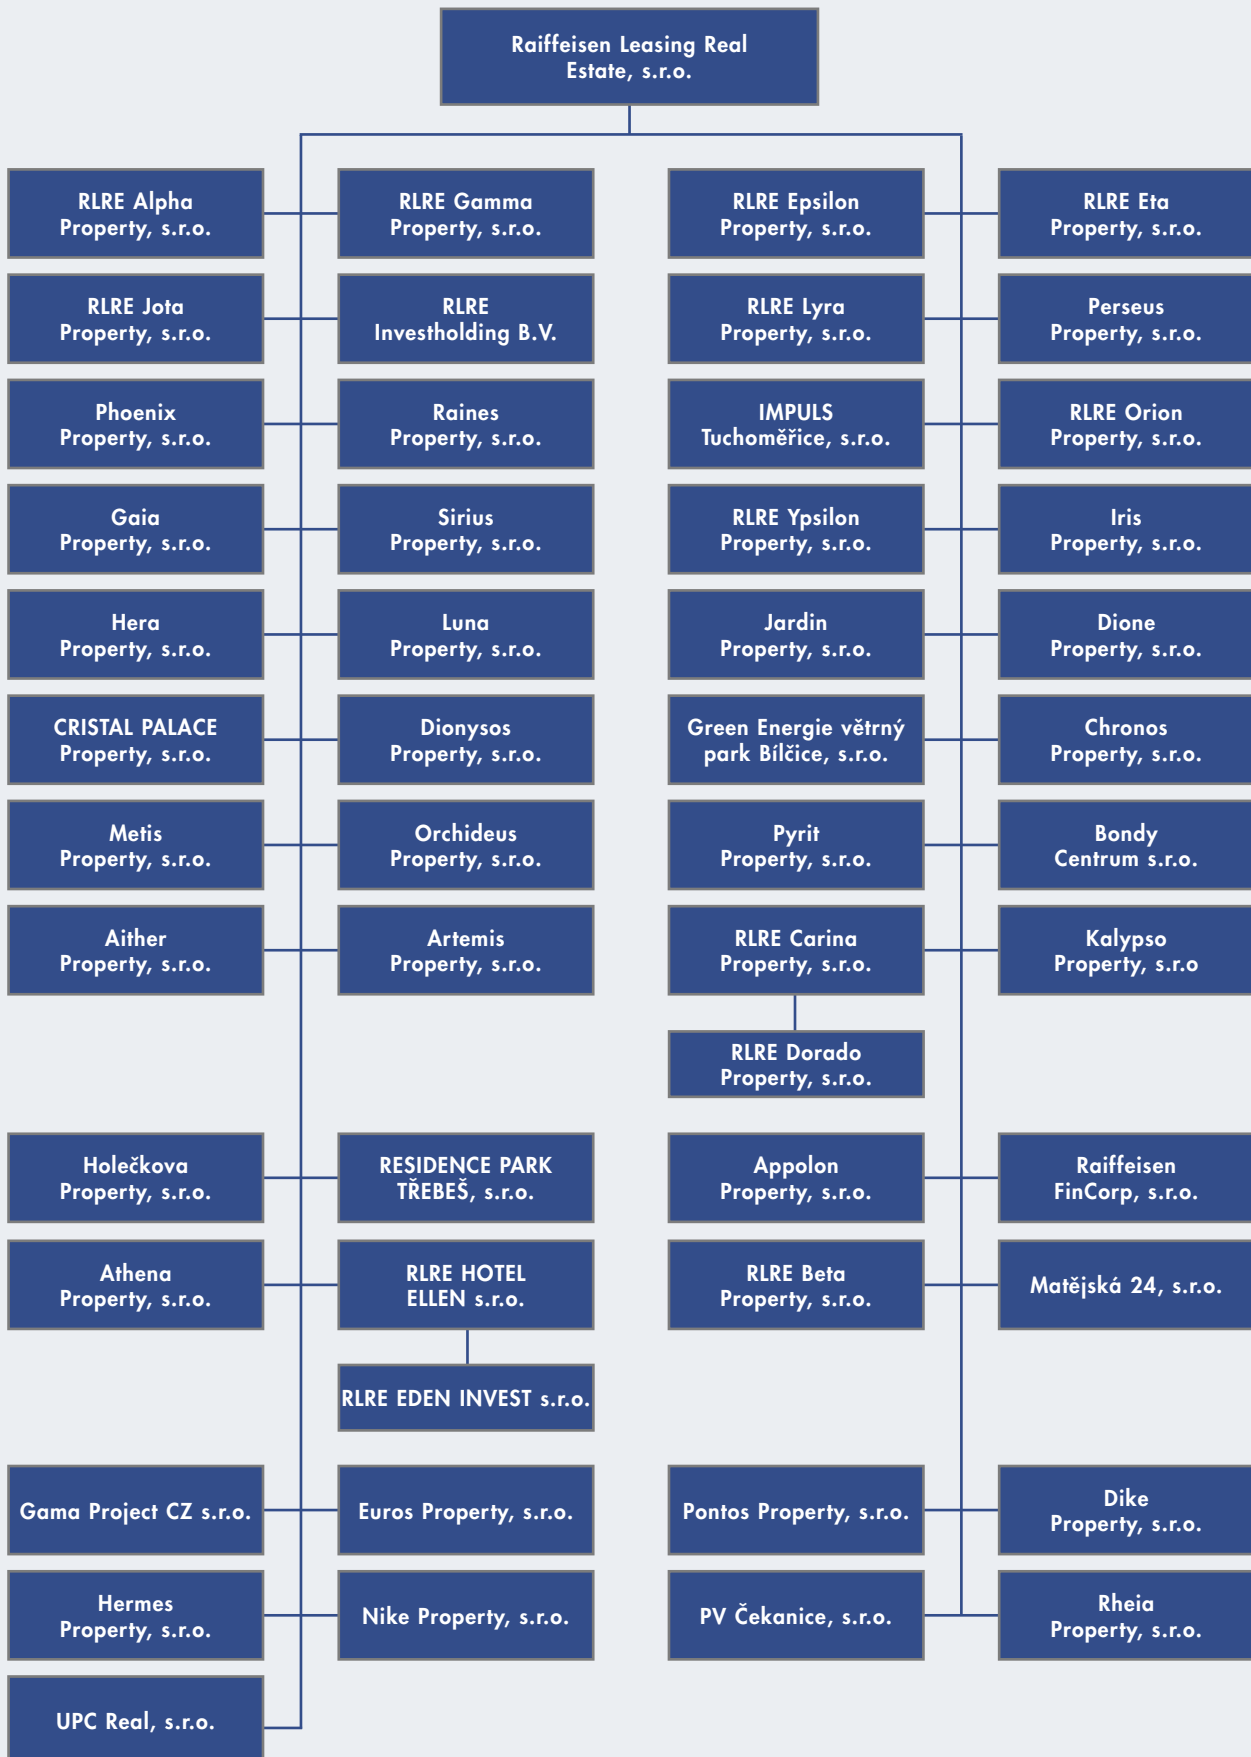 Raiffeisen Leasing Real
Estate, s.r.o.
RLRE Alpha
Property, s.r.o.
RLRE Gamma
Property, s.r.o.
RLRE Epsilon
Property, s.r.o.
RLRE Eta
Property, s.r.o.
RLRE Jota
Property, s.r.o.
RLRE
Investholding B.V.
RLRE Lyra
Property, s.r.o.
Perseus
Property, s.r.o.
Phoenix
Property, s.r.o.
Raines
Property, s.r.o.
IMPULS
Tuchoměřice, s.r.o.
RLRE Orion
Property, s.r.o.
Gaia
Property, s.r.o.
Sirius
Property, s.r.o.
RLRE Ypsilon
Property, s.r.o.
Iris
Property, s.r.o.
Hera
Property, s.r.o.
Luna
Property, s.r.o.
Jardin
Property, s.r.o.
Dione
Property, s.r.o.
CRISTAL PALACE
Property, s.r.o.
Dionysos
Property, s.r.o.
Green Energie větrný
park Bílčice, s.r.o.
Chronos
Property, s.r.o.
Metis
Property, s.r.o.
Orchideus
Property, s.r.o.
Pyrit
Property, s.r.o.
Bondy
Centrum s.r.o.
Aither
Property, s.r.o.
Artemis
Property, s.r.o.
RLRE Carina
Property, s.r.o.
Kalypso
Property, s.r.o
RLRE Dorado
Property, s.r.o.
Holečkova
Property, s.r.o.
RESIDENCE PARK
TŘEBEŠ, s.r.o.
Appolon
Property, s.r.o.
Raiffeisen
FinCorp, s.r.o.
Athena
Property, s.r.o.
RLRE HOTEL
ELLEN s.r.o.
RLRE Beta
Property, s.r.o.
Matějská 24, s.r.o.
RLRE EDEN INVEST s.r.o.
Gama Project CZ s.r.o.
Euros Property, s.r.o.
Pontos Property, s.r.o.
Dike
Property, s.r.o.
Hermes
Property, s.r.o.
Nike Property, s.r.o.
PV Čekanice, s.r.o.
Rheia
Property, s.r.o.
UPC Real, s.r.o.